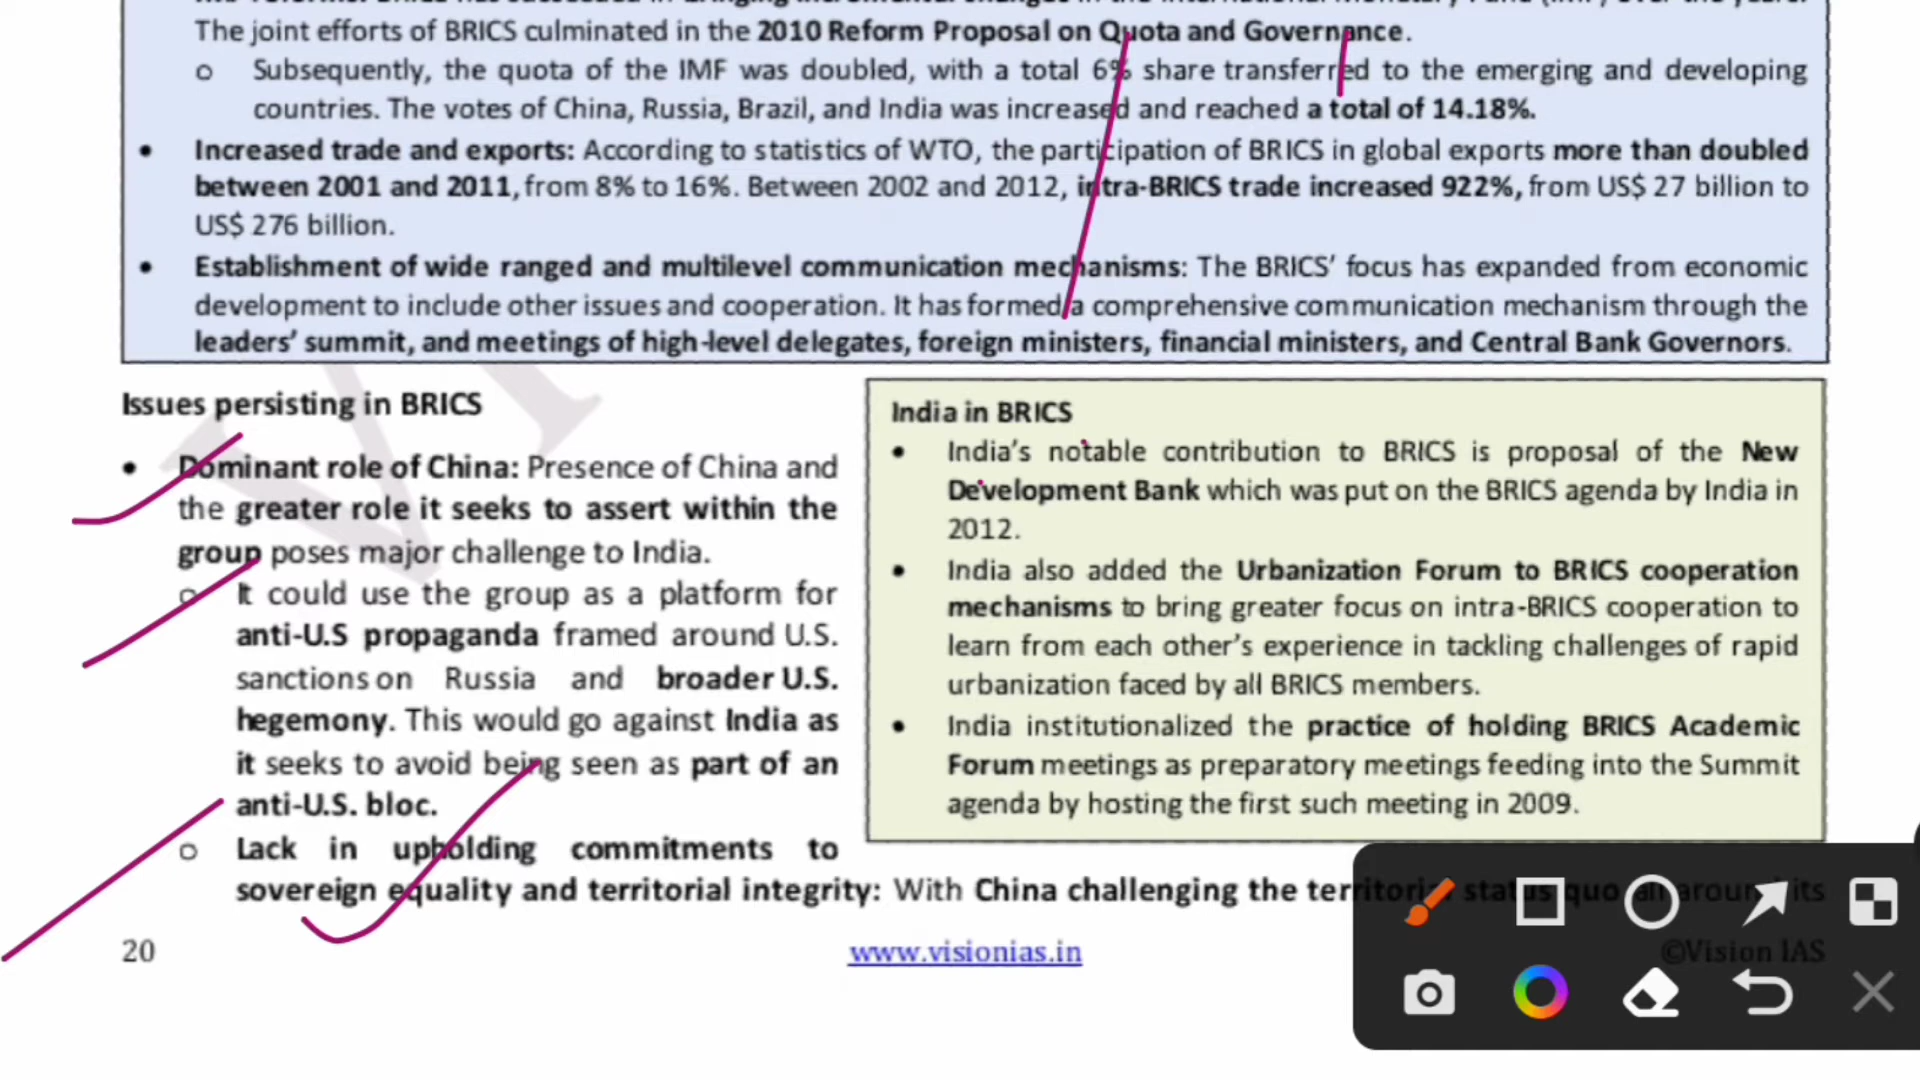 The joint efforts of BRICS culminated in the 2010 Reform Proposal on Quota and Governance.
o Subsequently, the quota of the IMF was doubled, with a total 6% share transferred to the emerging and developing
countries. The votes of China, Russia, Brazil, and India was increased and reached a total of 14.18%.
• Increased trade and exports: According to statistics of WTO, the participation of BRICS in global exports more than doubled
between 2001 and 2011, from 8% to 16%. Between 2002 and 2012, intra-BRICS trade increased 922%, from US$ 27 billion to
US$ 276 billion.
• Establishment of wide ranged and multilevel communication mechanisms: The BRICS' focus has expanded from economic
development to include other issues and cooperation. It has formed a comprehensive communication mechanism through the
leaders' summit, and meetings of high-level delegates, foreign ministers, financial ministers, and Central Bank Governors.
Issues persisting in BRICS
• Dominant role of China: Presence of China and
the greater role it seeks to assert within the
group poses major challenge to India.
o It could use the group as a platform for
anti-U.S propaganda framed around U.S.
sanctions on Russia and broader U.S.
hegemony. This would go against India as
it seeks to avoid being seen as part of an
anti-U.S. bloc.
o Lack in upholding commitments to
sovereign equality and territorial integrity: With China challenging the territorial status quo all around its
India in BRICS
• India's notable contribution to BRICS is proposal of the New
Development Bank which was put on the BRICS agenda by India in
2012.
• India also added the Urbanization Forum to BRICS cooperation
mechanisms to bring greater focus on intra-BRICS cooperation to
learn from each other's experience in tackling challenges of rapid
urbanization faced by all BRICS members.
• India institutionalized the practice of holding BRICS Academic
Forum meetings as preparatory meetings feeding into the Summit
agenda by hosting the first such meeting in 2009.
20
www.visionias.in
©Vision IAS